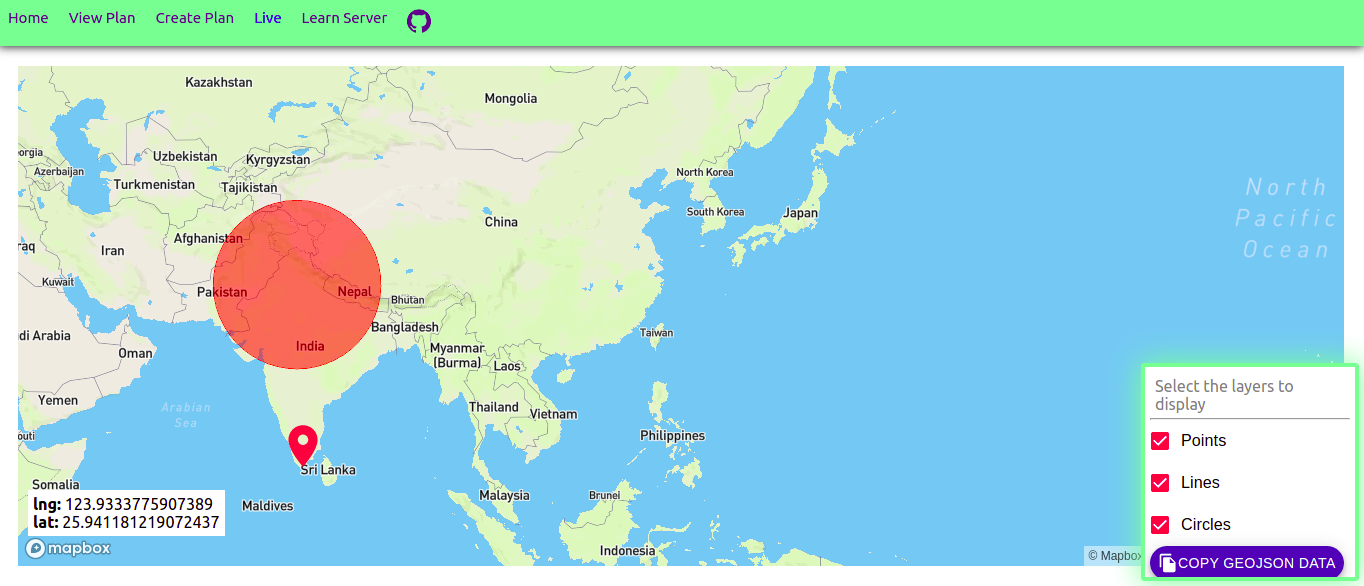 Home View Plan Create Plan Live Learn Server
Kazakhstan
Mongolia
orgia
Uzbekistan
Kyrgyzstan
Azerbaijan
Turkmenistan
Tajikistan
North Korea
China
South Korea
Japan
North
Pacific
Ocean
Afghanistan
raq
Iran
Kuwait
Pakistan
Nepal
Bhutan
di Arabia
Oman
India
Bangladesh
Taiwan
Myanmar
(Burma)
Laos
Yemen
Arabian
Sea
Thailand
Vietnam
outi
Philippines
Sri Lanka
Somalia
Maldives
Malaysia
Brunei
Indonesia
lng: 123.9333775907389
lat: 25.941181219072437
mapbox
© Mapbox
Select the layers to
display
Points
Lines
Circles
COPY GEOJSON DATA